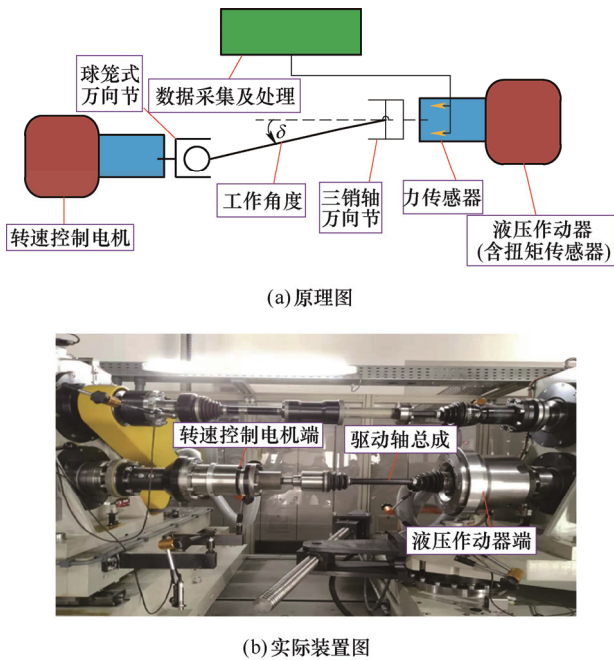 球笼式
万向节
数据采集及处理
δ
工作角度
三销轴
万向节
力传感器
转速控制电机
液压作动器
(含扭矩传感器)
(a) 原理图
转速控制电机端
驱动轴总成
液压作动器端
(b) 实际装置图